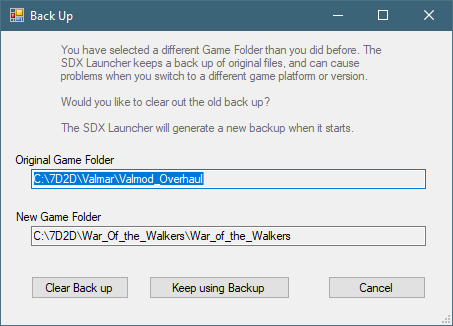 Back Up
You have selected a different Game Folder than you did before. The
SDX Launcher keeps a back up of original files, and can cause
problems when you switch to a different game platform or version.
Would you like to clear out the old back up?
The SDX Launcher will generate a new backup when it starts.
Original Game Folder
C:\7D2D\Valmar\Valmod_Overhaul
New Game Folder
C:\7D2D\War_Of_the_Walkers\War_of_the_Walkers
Clear Back up Keep using Backup Cancel